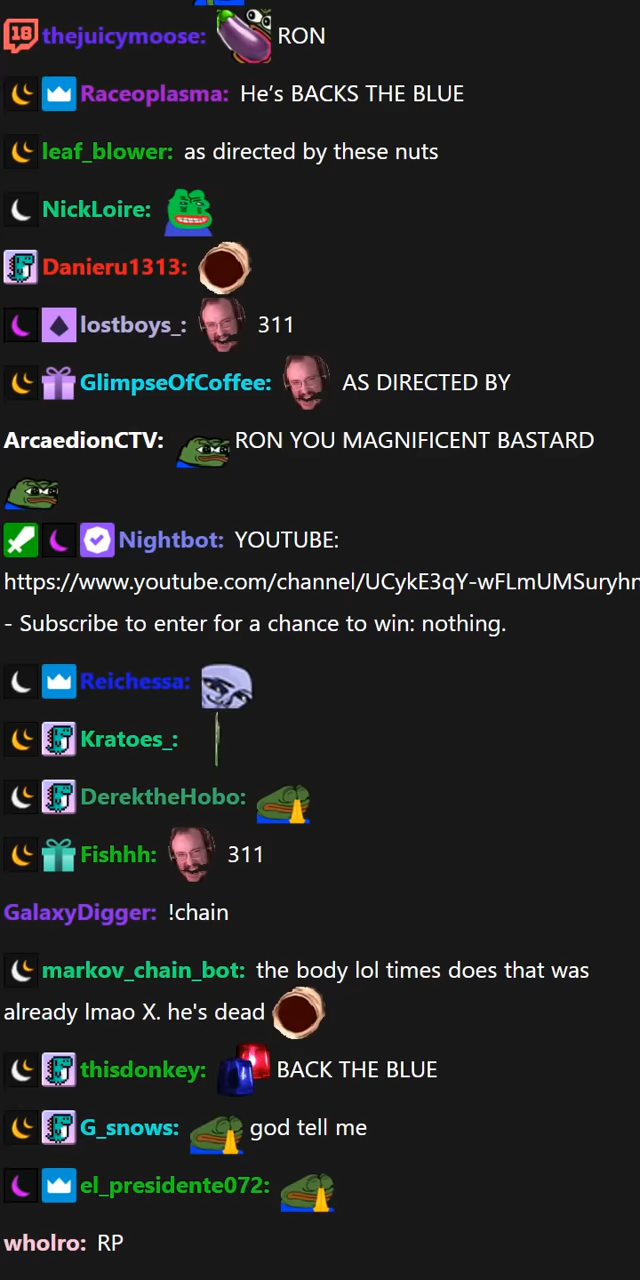 18 thejuicymoose: RON
Raceoplasma: He’s BACKS THE BLUE
leaf_blower: as directed by these nuts
NickLoire:
Danieru1313:
lostboys_: 311
GlimpseOfCoffee: AS DIRECTED BY
ArcaedionCTV: RON YOU MAGNIFICENT BASTARD
Nightbot: YOUTUBE:
https://www.youtube.com/channel/UCykE3qY-wFLmUMSuryhn
- Subscribe to enter for a chance to win: nothing.
Reichessa:
Kratoes_:
DerektheHobo:
Fishhh: 311
GalaxyDigger: !chain
markov_chain_bot: the body lol times does that was
already lmao X. he's dead
thisdonkey: BACK THE BLUE
G_snows: god tell me
el_presidente072:
wholro: RP